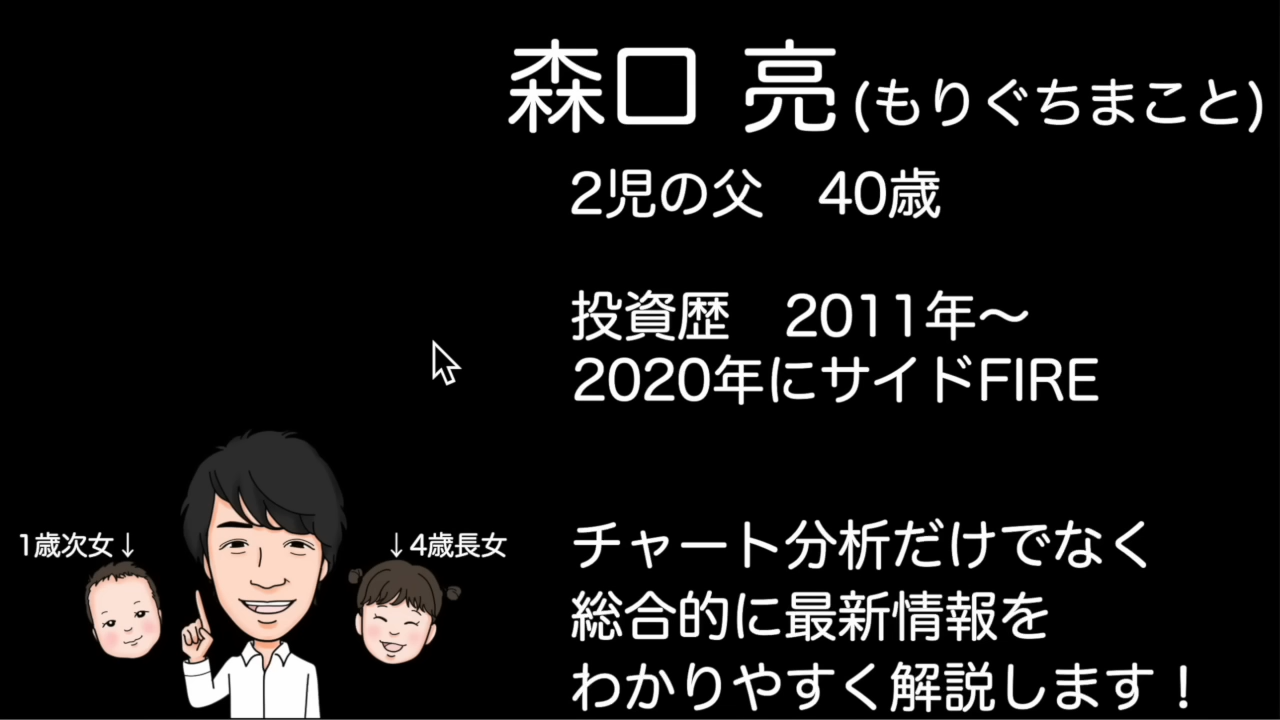 森口 亮(もりぐちまこと)
2児の父 40歳
投資歴 2011年〜
2020年にサイドFIRE
1歳次女↓
↓4歳長女
チャート分析だけでなく
総合的に最新情報を
わかりやすく解説します！